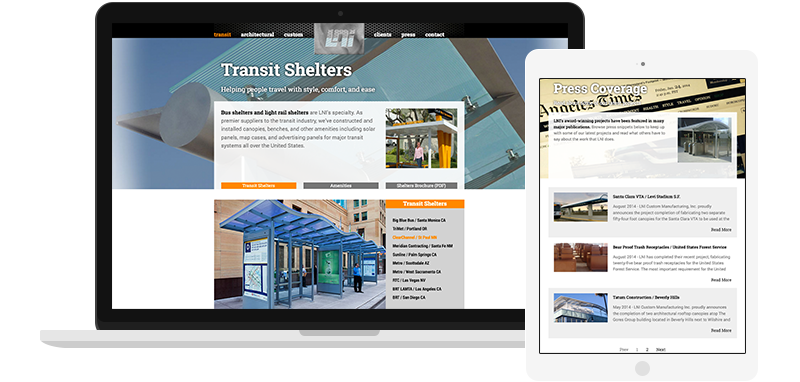 transit architectural custom LNI clients press contact
Transit Shelters
Helping people travel with style, comfort, and ease
Bus shelters and light rail shelters are LNI's specialty. As
premier suppliers to the transit industry, we've constructed and
installed canopies, benches, and other amenities including solar
panels, map cases, and advertising panels for major transit
systems all over the United States.
Transit Shelters Amenities Shelters Brochure (PDF)
Transit Shelters
Big Blue Bus / Santa Monica CA
TriMet / Portland OR
ClearChannel / El Paso NM
Meridian Contracting / Santa Fe NM
Sunline / Palm Springs CA
Metro / Scottsdale AZ
Metro / West Sacramento CA
RTC / Las Vegas NV
BRT LAMTA / Los Angeles CA
BRT / San Diego CA
Press Coverage
Angeles Times
LNI's award-winning projects have been featured in many
major publications. Browse press snippets below to keep up
with some of our latest projects and read what others have to
say about the work that LNI does.
Santa Clara VTA / Levi Stadium S.F.
August 2014 - LNI Custom Manufacturing Inc. proudly
announces the project completion of fabricating two separate
fifty-four foot canopies for the Santa Clara VTA to be used at the
Read More
Bear Proof Trash Receptacles / United States Forest Service
August 2014 - LNI has completed their recent project, fabricating
twenty-five bear proof trash receptacles for the United States
Forest Service. The most important requirement for the United
Read More
Tatum Construction / Beverly Hills
May 2014 - LNI Custom Manufacturing Inc. proudly announces
the completion of two architectural rooftop canopies atop The
Gores Group building located in Beverly Hills next to Wilshire and
Read More
Prev 1 2 Next